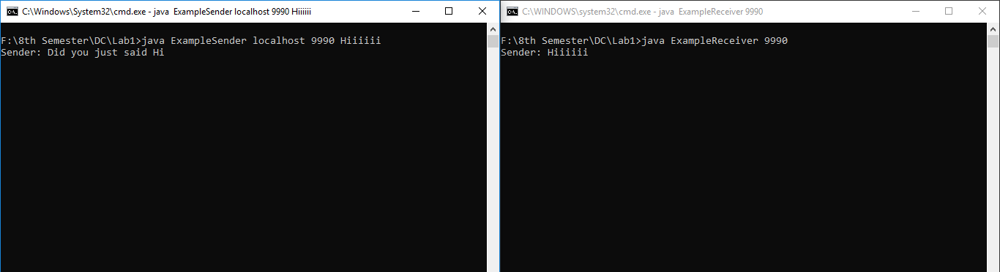 C:\Windows\System32\cmd.exe - java  ExampleSender localhost 9990 Hiiiiii
F:\8th Semester\DC\Lab1>java ExampleSender localhost 9990 Hiiiiii
Sender: Did you just said Hi
C:\WINDOWS\system32\cmd.exe - java  ExampleReceiver 9990
F:\8th Semester\DC\Lab1>java ExampleReceiver 9990
Sender: Hiiiiii